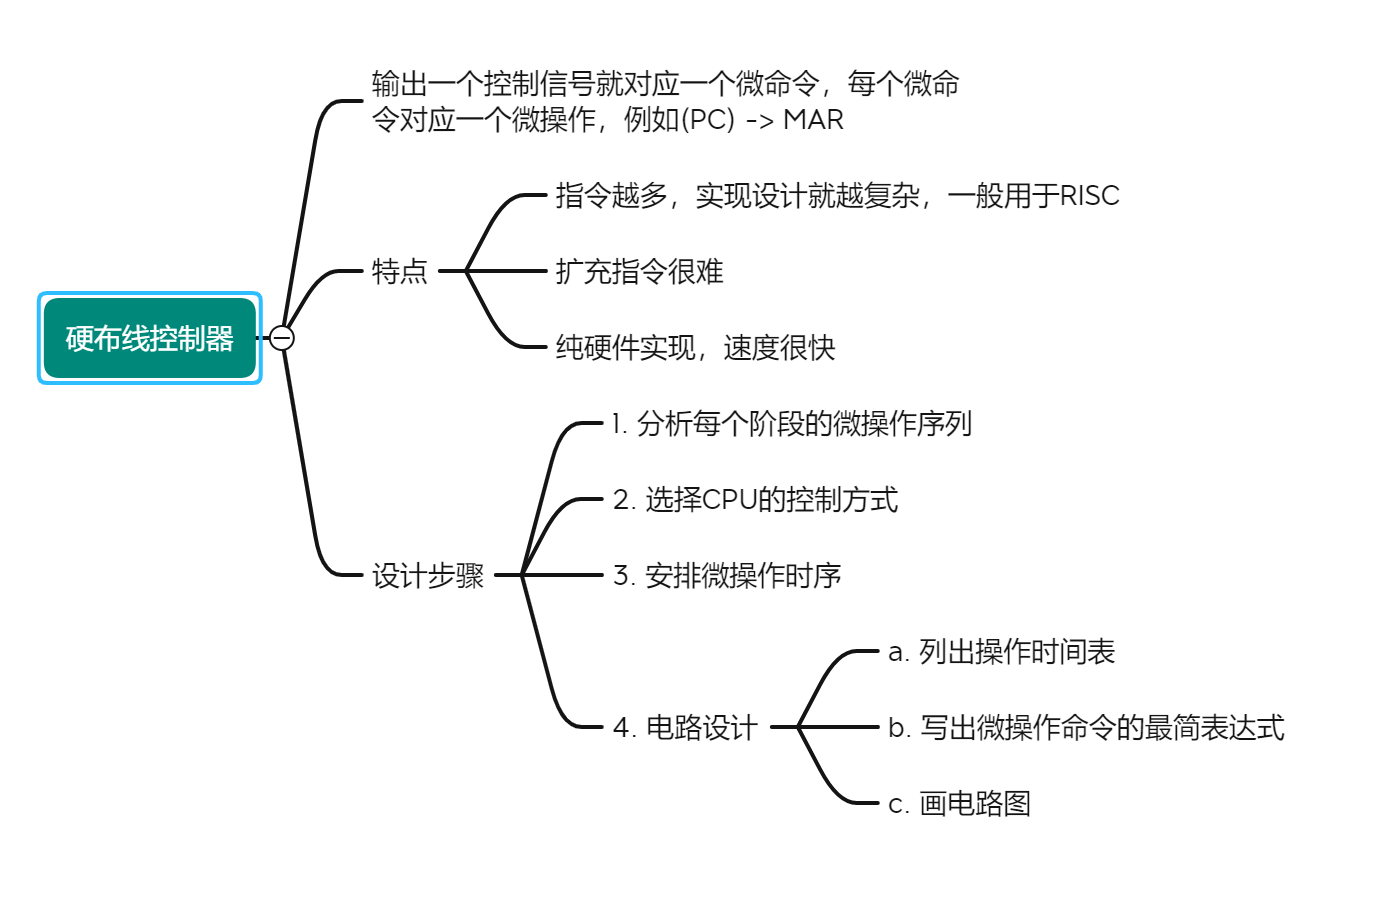 输出一个控制信号就对应一个微命令，每个微命
令对应一个微操作，例如(PC) -> MAR
指令越多，实现设计就越复杂，一般用于RISC
特点
扩充指令很难
硬布线控制器
纯硬件实现，速度很快
1. 分析每个阶段的微操作序列
2. 选择CPU的控制方式
设计步骤
3. 安排微操作时序
a. 列出操作时间表
4. 电路设计
b. 写出微操作命令的最简表达式
c. 画电路图